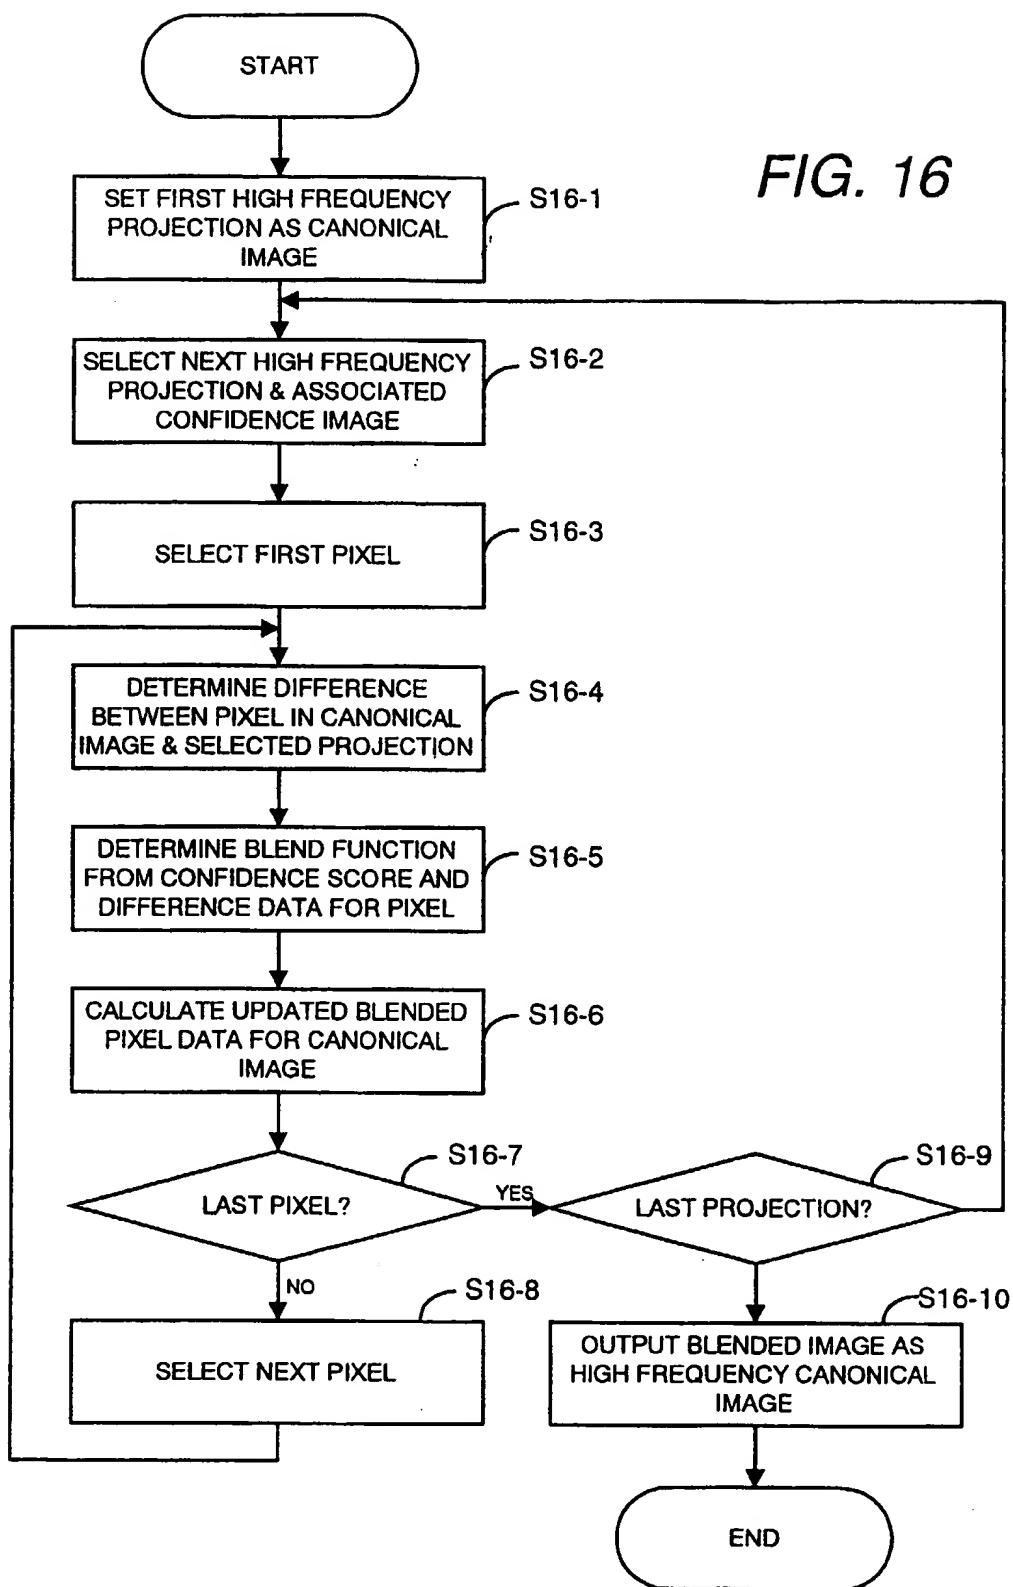 START
FIG. 16
SET FIRST HIGH FREQUENCY
PROJECTION AS CANONICAL
IMAGE
S16-1
SELECT NEXT HIGH FREQUENCY
PROJECTION & ASSOCIATED
CONFIDENCE IMAGE
S16-2
SELECT FIRST PIXEL
S16-3
DETERMINE DIFFERENCE
BETWEEN PIXEL IN CANONICAL
IMAGE & SELECTED PROJECTION
S16-4
DETERMINE BLEND FUNCTION
FROM CONFIDENCE SCORE AND
DIFFERENCE DATA FOR PIXEL
S16-5
CALCULATE UPDATED BLENDED
PIXEL DATA FOR CANONICAL
IMAGE
S16-6
LAST PIXEL?
S16-7
YES
LAST PROJECTION?
S16-9
NO
SELECT NEXT PIXEL
S16-8
OUTPUT BLENDED IMAGE AS
HIGH FREQUENCY CANONICAL
IMAGE
S16-10
END